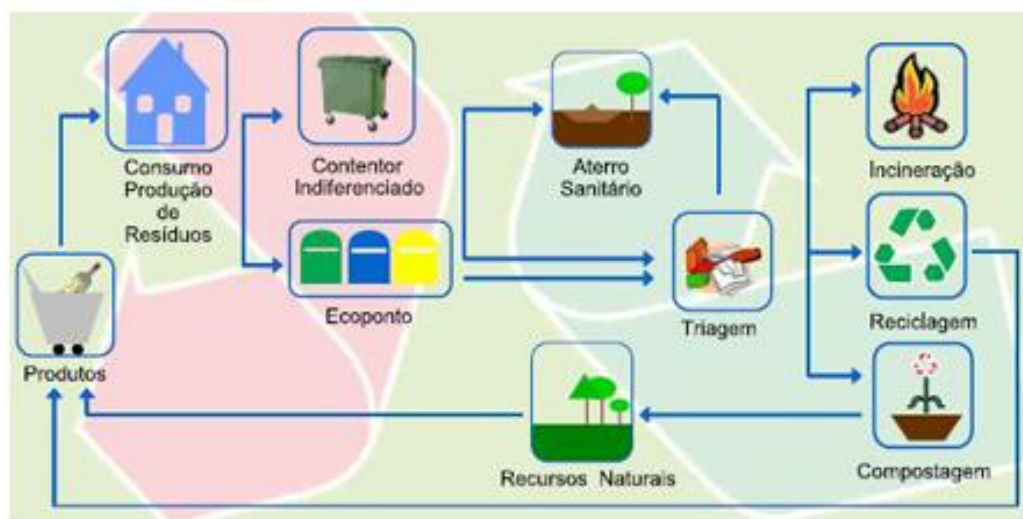 Consumo
Produção
de
Resíduos
Contentor
Indiferenciado
Aterro
Sanitário
Incineração
Ecoponto
Triagem
Reciclagem
Produtos
Recursos Naturais
Compostagem